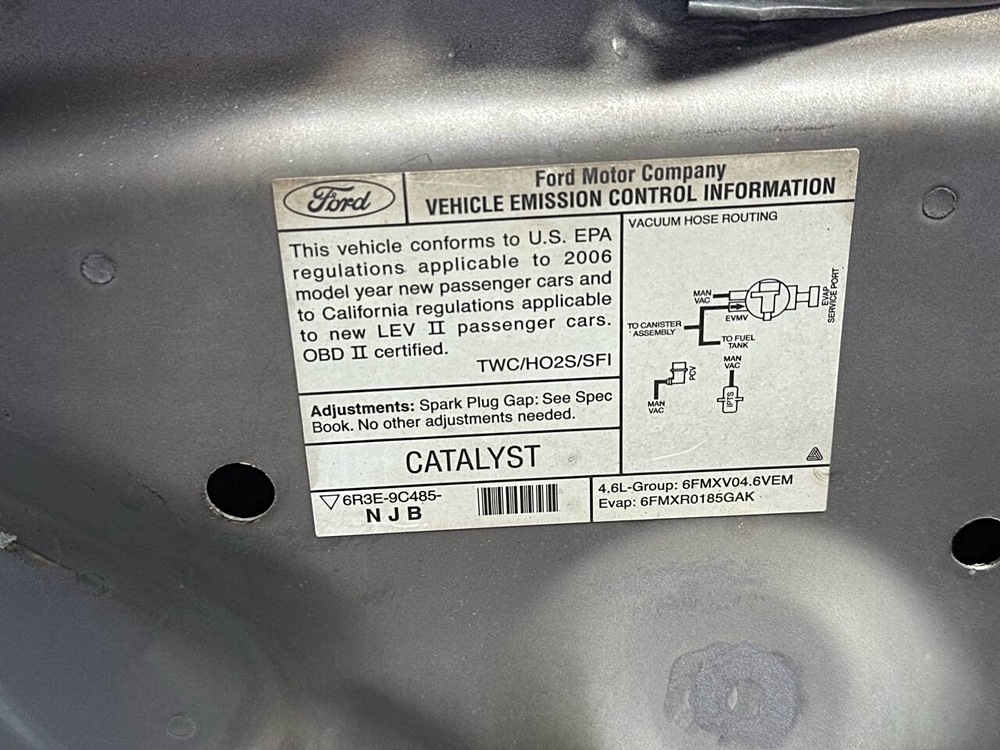 Ford
Ford Motor Company
VEHICLE EMISSION CONTROL INFORMATION
This vehicle conforms to U.S. EPA
regulations applicable to 2006
model year new passenger cars and
to California regulations applicable
to new LEV II passenger cars.
OBD II certified.
TWC/HO2S/SFI
Adjustments: Spark Plug Gap: See Spec
Book. No other adjustments needed.
CATALYST
6R3E-9C485-
NJB
VACUUM HOSE ROUTING
MAN
VAC
EVMV
EVAP
SERVICE PORT
TO CANISTER
ASSEMBLY
TO FUEL
TANK
MAN
VAC
PCV
MAN
VAC
IPTS
4.6L-Group: 6FMXV04.6VEM
Evap: 6FMXR0185GAK